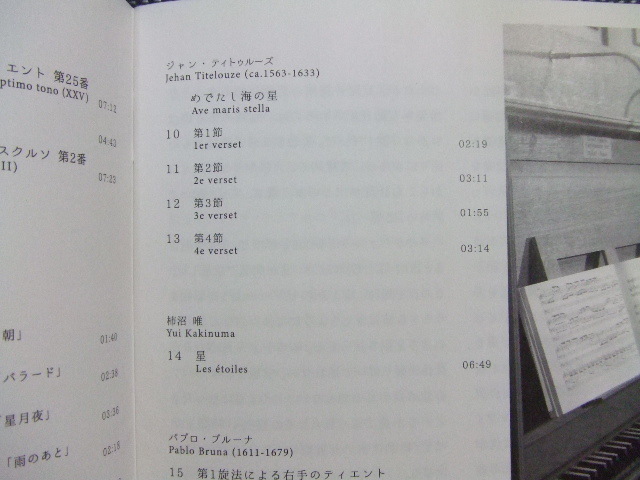 エント 第25番
ptimo tono (XXV)
07:12
04:43
スクルソ 第2番
II)
07:23
朝」
01:40
バラード」
02:38
星月夜」
03:36
「雨のあと」
02:18
ジャン・ティトゥルーズ
Jehan Titelouze (ca.1563-1633)
めでたし海の星
Ave maris stella
10 第1節 02:19
1er verset
11 第2節 03:11
2e verset
12 第3節 01:55
3e verset
13 第4節 03:14
4e verset
柿沼 唯
Yui Kakinuma
14 星 06:49
Les étoiles
パブロ・ブルーナ
Pablo Bruna (1611-1679)
15 第1旋法による右手のティエント